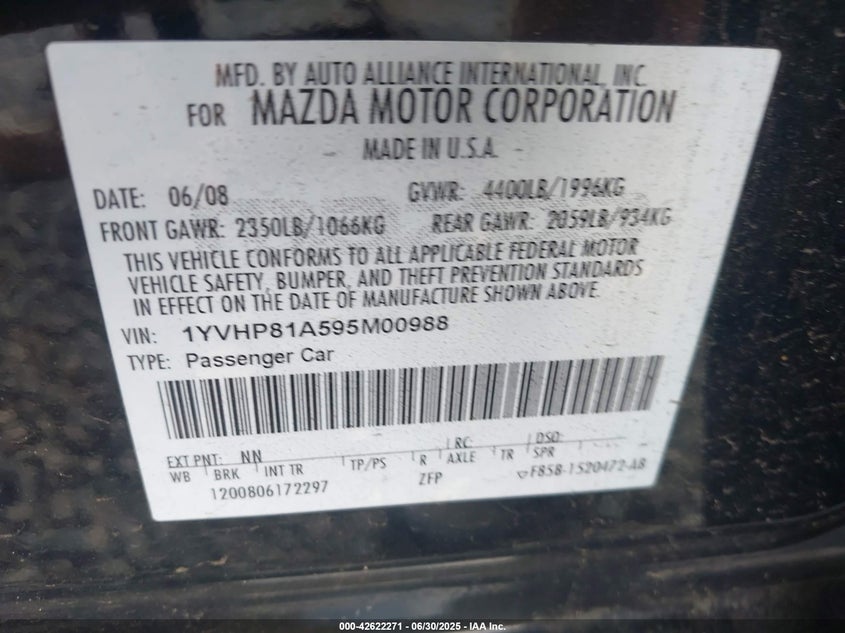 MFD. BY AUTO ALLIANCE INTERNATIONAL, INC.
FOR MAZDA MOTOR CORPORATION
MADE IN U.S.A.
DATE: 06/08 GVWR: 4400LB/1996KG
FRONT GAWR: 2350LB/1066KG REAR GAWR: 2059LB/934KG
THIS VEHICLE CONFORMS TO ALL APPLICABLE FEDERAL MOTOR
VEHICLE SAFETY, BUMPER, AND THEFT PREVENTION STANDARDS
IN EFFECT ON THE DATE OF MANUFACTURE SHOWN ABOVE.
VIN: 1YVHP81A595M00988
TYPE: Passenger Car
EXT PNT: NN LRC: DSO:
WB BRK INT TR TP/PS R AXLE TR SPR
1200806172297 ZFP F85B-1520472-AB
000-42622271 - 06/30/2025 - IAA Inc.